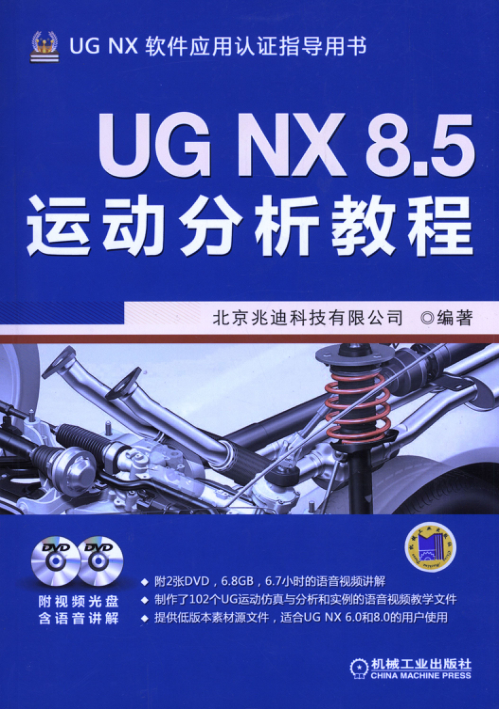 UG NX 软件应用认证指导用书
UG NX 8.5
运动分析教程
北京兆迪科技有限公司 ◎编著
DVD DVD
附视频光盘
含语音讲解
◆ 附2张DVD，6.8GB，6.7小时的语音视频讲解
◆ 制作了102个UG运动仿真与分析和实例的语音视频教学文件
◆ 提供低版本素材源文件，适合UG NX 6.0和8.0的用户使用
机械工业出版社
CHINA MACHINE PRESS